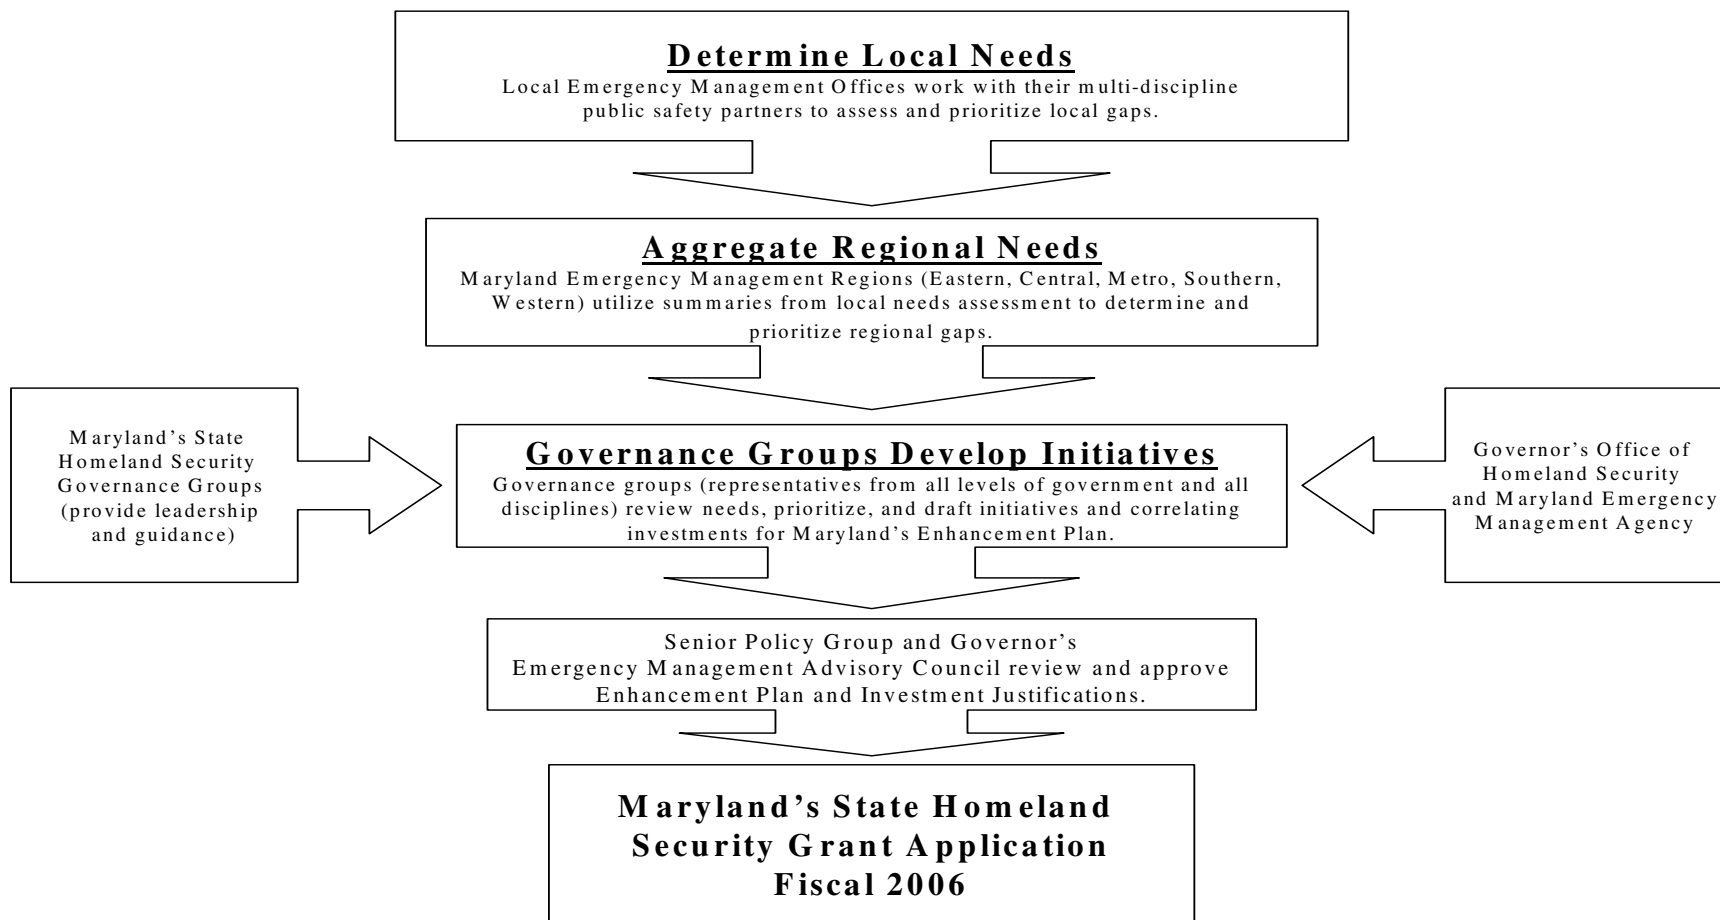 Determine Local Needs
Local Emergency Management Offices work with their multi-discipline
public safety partners to assess and prioritize local gaps.
Aggregate Regional Needs
Maryland Emergency Management Regions (Eastern, Central, Metro, Southern,
Western) utilize summaries from local needs assessment to determine and
prioritize regional gaps.
Maryland’s State
Homeland Security
Governance Groups
(provide leadership
and guidance)
Governance Groups Develop Initiatives
Governance groups (representatives from all levels of government and all
disciplines) review needs, prioritize, and draft initiatives and correlating
investments for Maryland’s Enhancement Plan.
Governor’s Office of
Homeland Security
and Maryland Emergency
Management Agency
Senior Policy Group and Governor’s
Emergency Management Advisory Council review and approve
Enhancement Plan and Investment Justifications.
Maryland’s State Homeland
Security Grant Application
Fiscal 2006